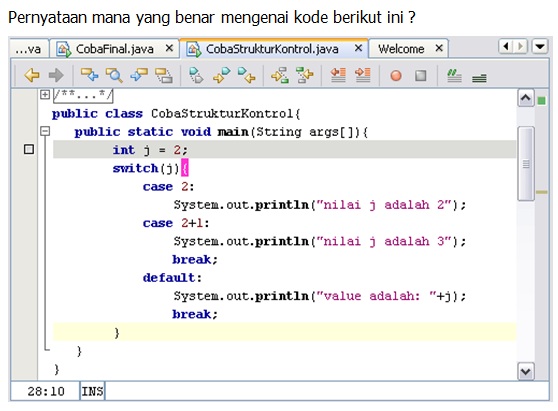 Pernyataan mana yang benar mengenai kode berikut ini ?
...va CobaFinal.java CobaStrukturKontrol.java Welcome
/**...*/
public class CobaStrukturKontrol{
public static void main(String args[]){
int j = 2;
switch(j){
case 2:
System.out.println("nilai j adalah 2");
case 2+1:
System.out.println("nilai j adalah 3");
break;
default:
System.out.println("value adalah: "+j);
break;
}
}
}
28:10 INS